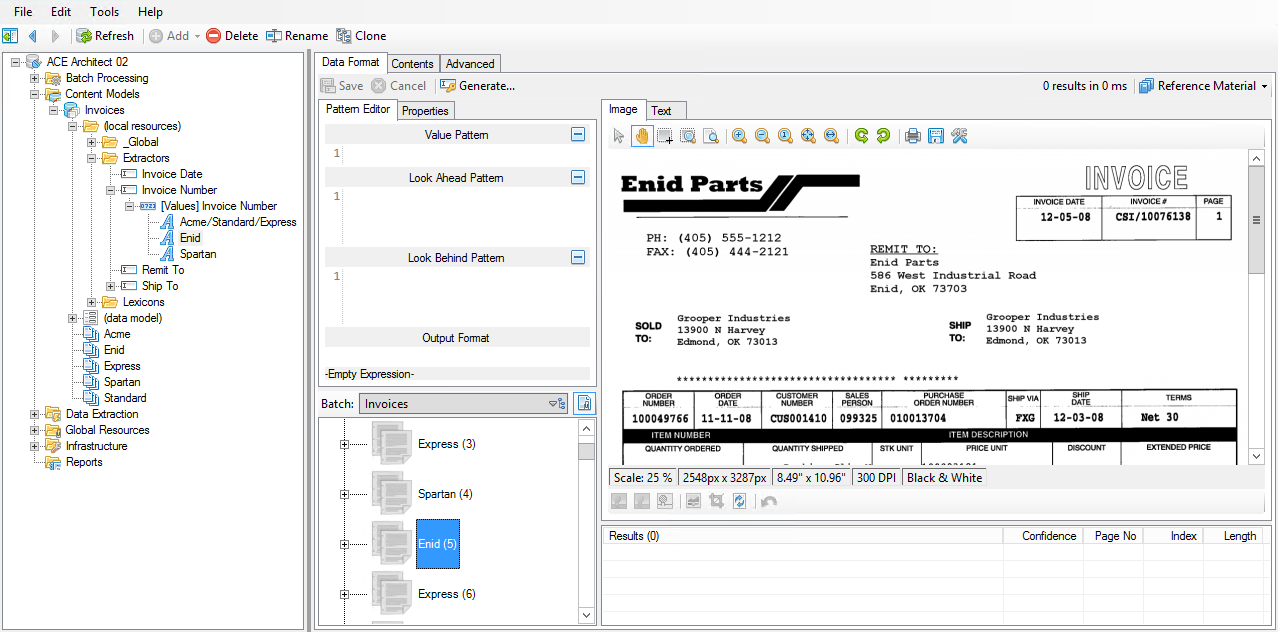 File Edit Tools Help
Refresh Add Delete Rename Clone
ACE Architect 02
Batch Processing
Content Models
Invoices
(local resources)
_Global
Extractors
Invoice Date
Invoice Number
[Values] Invoice Number
Acme/Standard/Express
Enid
Spartan
Remit To
Ship To
Lexicons
(data model)
Acme
Enid
Express
Spartan
Standard
Data Extraction
Global Resources
Infrastructure
Reports
Data Format Contents Advanced
Save Cancel Generate... 0 results in 0 ms Reference Material
Pattern Editor Properties
Value Pattern
1
Look Ahead Pattern
1
Look Behind Pattern
1
Output Format
-Empty Expression-
Batch: Invoices
Express (3)
Spartan (4)
Enid (5)
Express (6)
Image Text
Enid Parts
INVOICE
INVOICE DATE INVOICE # PAGE
12-05-08 CSI/10076138 1
PH: (405) 555-1212
FAX: (405) 444-2121
REMIT TO:
Enid Parts
586 West Industrial Road
Enid, OK 73703
SOLD TO:
Grooper Industries
13900 N Harvey
Edmond, OK 73013
SHIP TO:
Grooper Industries
13900 N Harvey
Edmond, OK 73013
*********************************** *********
ORDER NUMBER ORDER DATE CUSTOMER NUMBER SALES PERSON PURCHASE ORDER NUMBER SHIP VIA SHIP DATE TERMS
100049766 11-11-08 CUS001410 099325 010013704 FXG 12-03-08 Net 30
ITEM NUMBER ITEM DESCRIPTION
QUANTITY ORDERED QUANTITY SHIPPED STK UNIT PRICE UNIT DISCOUNT EXTENDED PRICE
Scale: 25 % 2548px x 3287px 8.49" x 10.96" 300 DPI Black & White
Results (0) Confidence Page No Index Length